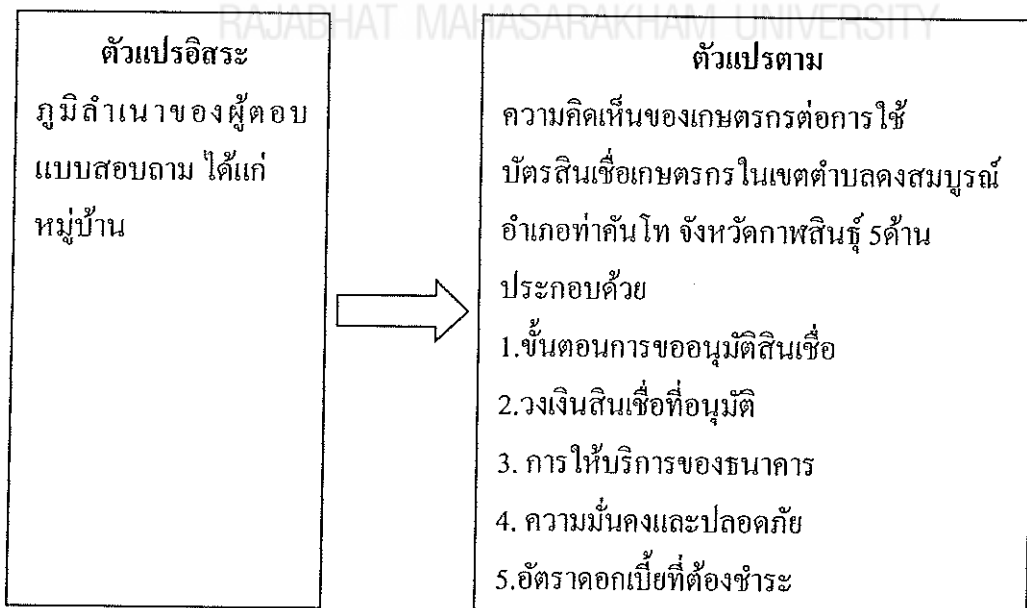 RAJABHAT MAHASARAKHAM UNIVERSITY
ตัวแปรอิสระ
ภูมิลำเนาของผู้ตอบ
แบบสอบถาม ได้แก่
หมู่บ้าน
ตัวแปรตาม
ความคิดเห็นของเกษตรกรต่อการใช้
บัตรสินเชื่อเกษตรกรในเขตตำบลดงสมบูรณ์
อำเภอท่าคันโท จังหวัดกาฬสินธุ์ 5ด้าน
ประกอบด้วย
1.ขั้นตอนการขออนุมัติสินเชื่อ
2.วงเงินสินเชื่อที่อนุมัติ
3. การให้บริการของธนาคาร
4. ความมั่นคงและปลอดภัย
5.อัตราดอกเบี้ยที่ต้องชำระ